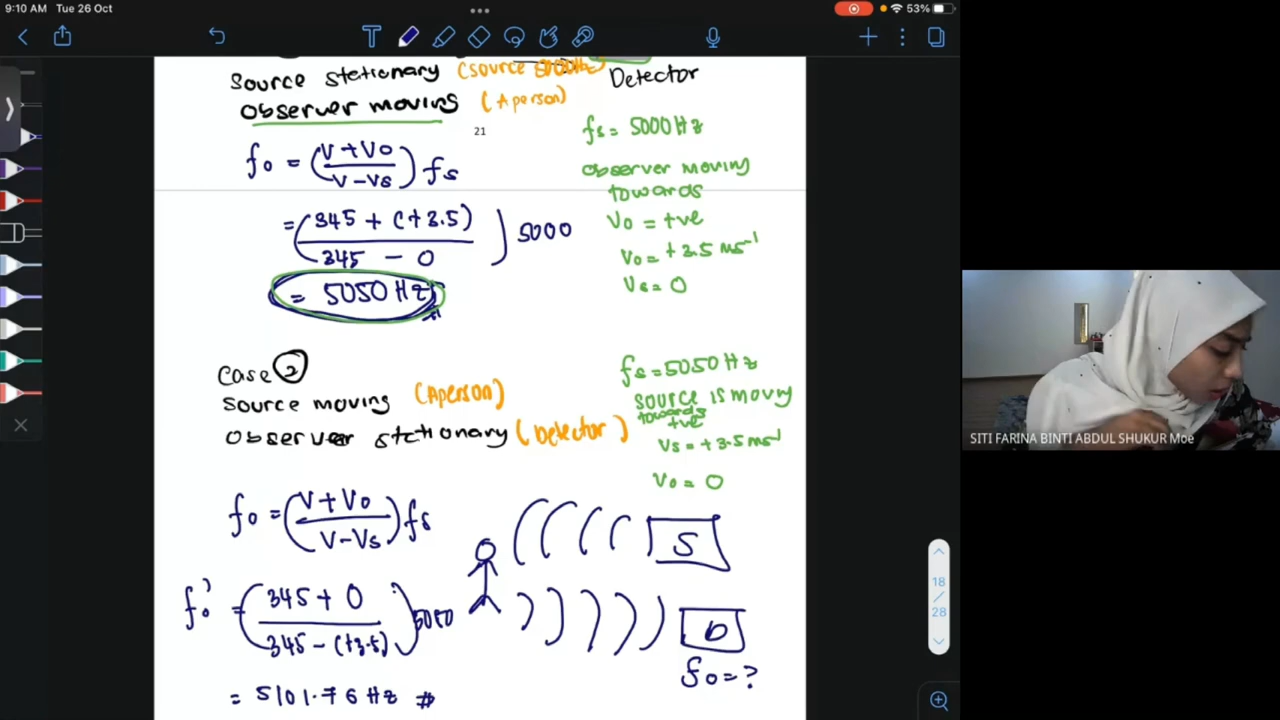 9:10 AM Tue 26 Oct
53%
T
Source stationary (source 5000Hz)
Observer moving (A person)
Detector
21
fo = (V + Vo / V - Vs) fs
= (345 + (+3.5) / 345 - 0) 5000
= 5050 Hz #
fs = 5000 Hz
observer moving
towards
Vo = +ve
Vo = +3.5 ms⁻¹
Vs = 0
Case 2
Source moving (A person)
Observer stationary (Detector)
fs = 5050 Hz
source is moving
towards
+ve
Vs = +3.5 ms⁻¹
Vo = 0
fo = (V + Vo / V - Vs) fs
fo' = (345 + 0 / 345 - (+3.5)) 5050
= 5101.76 Hz #
S
D
fo = ?
18
/
28
SITI FARINA BINTI ABDUL SHUKUR Moe